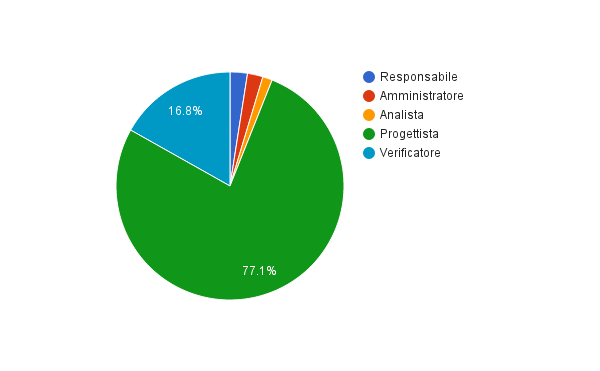 16.8%
77.1%
Responsabile
Amministratore
Analista
Progettista
Verificatore